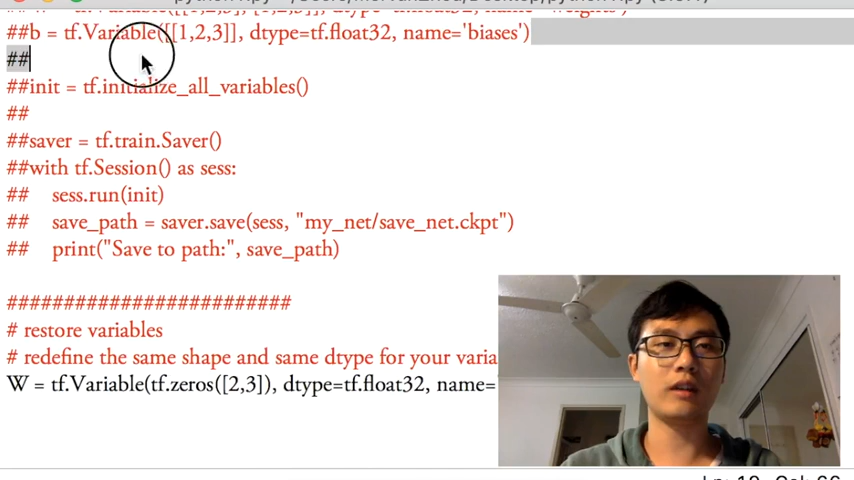 ##b = tf.Variable([[1,2,3]], dtype=tf.float32, name='biases')
##
##init = tf.initialize_all_variables()
##
##saver = tf.train.Saver()
##with tf.Session() as sess:
##    sess.run(init)
##    save_path = saver.save(sess, "my_net/save_net.ckpt")
##    print("Save to path:", save_path)
#########################
# restore variables
# redefine the same shape and same dtype for your varia
W = tf.Variable(tf.zeros([2,3]), dtype=tf.float32, name=